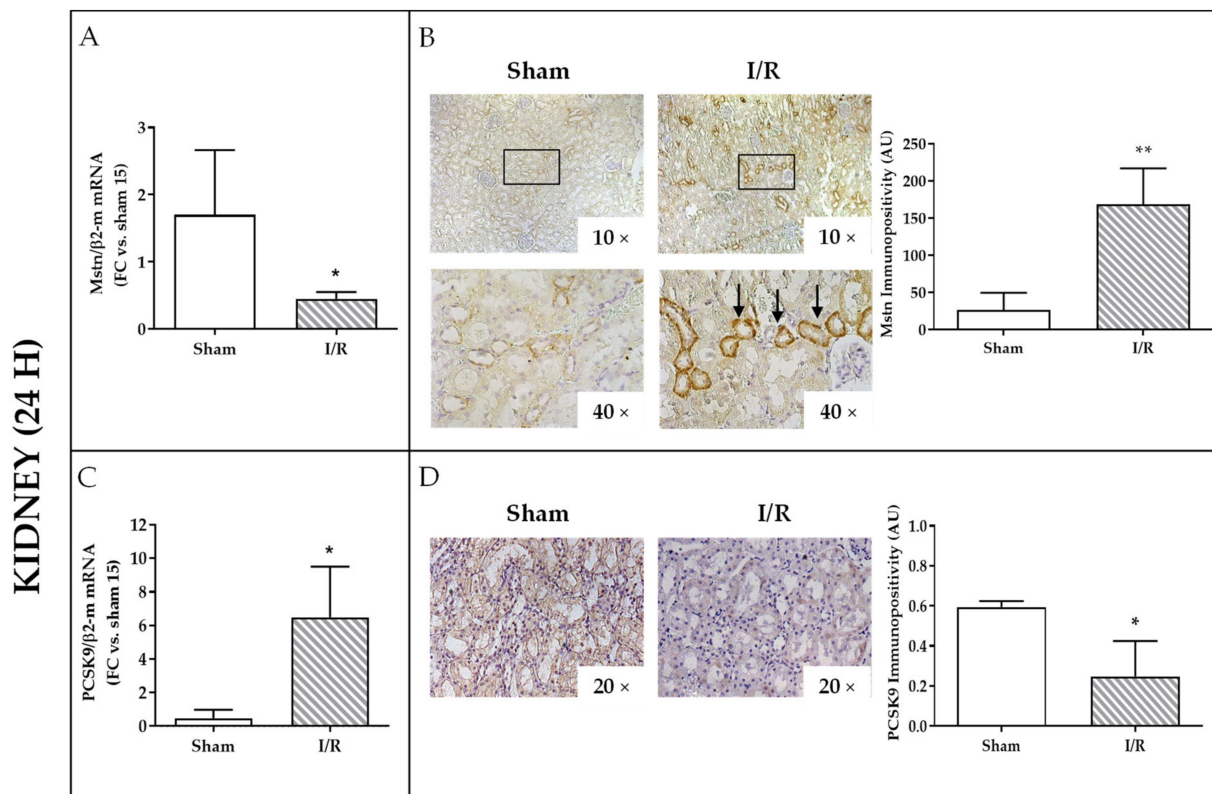 KIDNEY (24 H)
A
Mstn/β2-m mRNA
(FC vs. sham 15)
3
2
1
0
*
Sham
I/R
B
Sham
I/R
10 ×
10 ×
40 ×
40 ×
Mstn Immunopositivity (AU)
250
200
150
100
50
0
**
Sham
I/R
C
PCSK9/β2-m mRNA
(FC vs. sham 15)
12
10
8
6
4
2
0
*
Sham
I/R
D
Sham
I/R
20 ×
20 ×
PCSK9 Immunopositivity (AU)
1.0
0.8
0.6
0.4
0.2
0.0
*
Sham
I/R